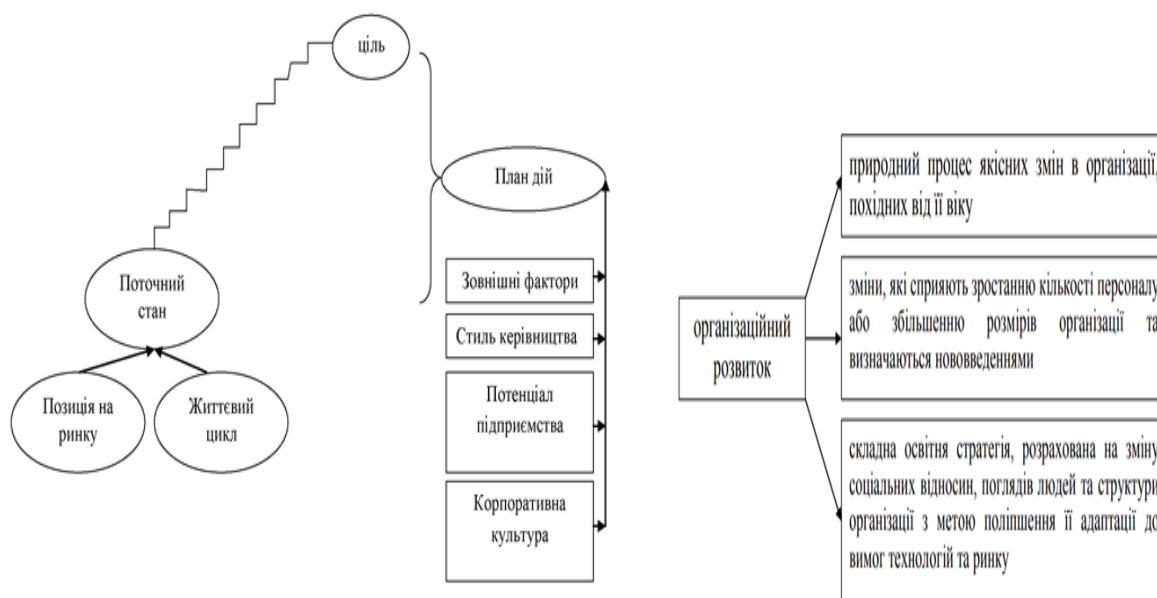 ціль
План дій
Поточний
стан
Позиція на
ринку
Життєвий
цикл
Зовнішні фактори
Стиль керівництва
Потенціал
підприємства
Корпоративна
культура
організаційний
розвиток
природний процес якісних змін в організації,
похідних від її віку
зміни, які сприяють зростанню кількості персоналу
або збільшенню розмірів організації та
визначаються нововведеннями
складна освітня стратегія, розрахована на зміну
соціальних відносин, поглядів людей та структури
організації з метою поліпшення її адаптації до
вимог технологій та ринку